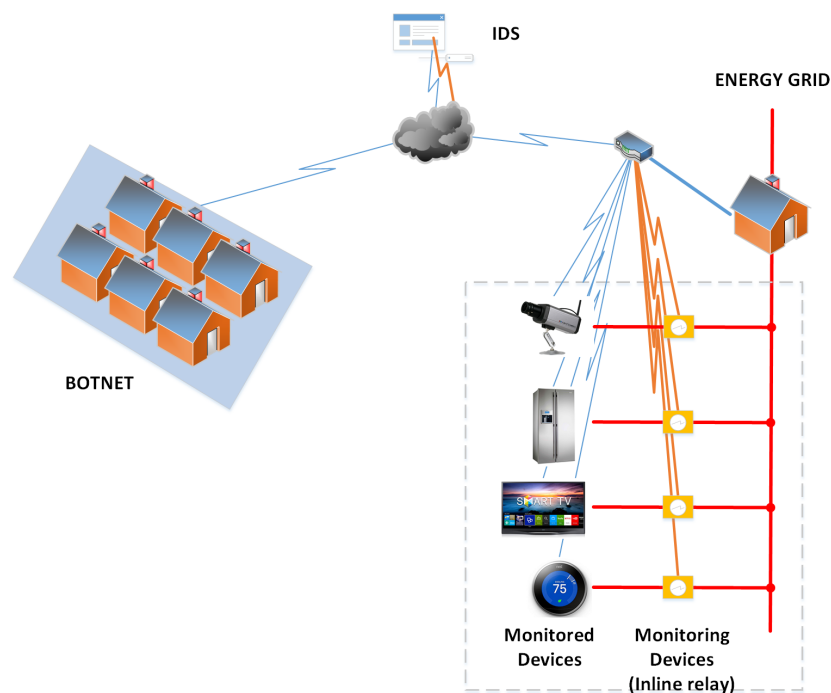 IDS
ENERGY GRID
BOTNET
SMART TV
75
Monitored
Devices
Monitoring
Devices
(Inline relay)